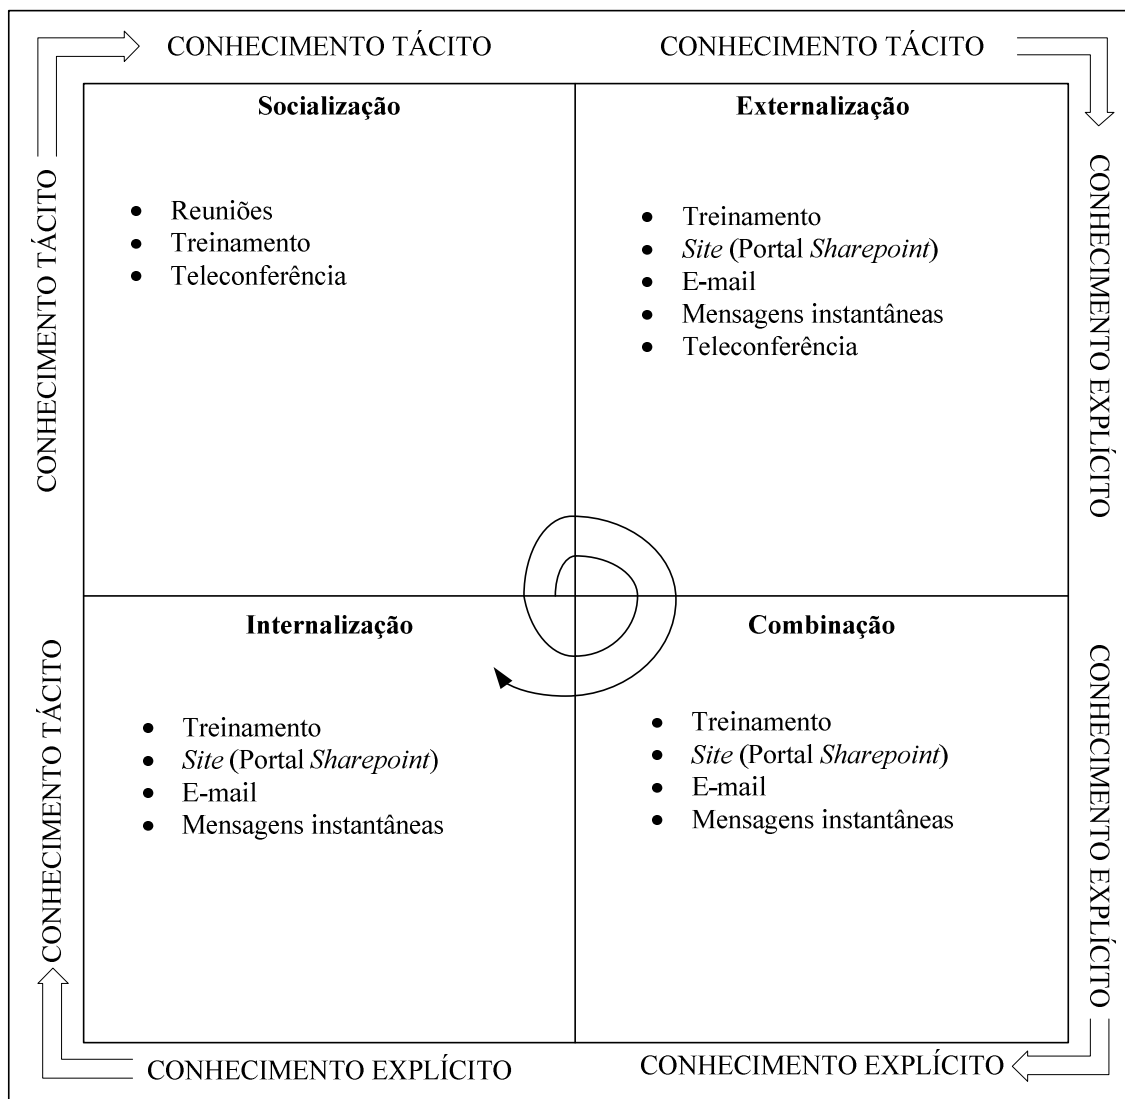 CONHECIMENTO TÁCITO
CONHECIMENTO TÁCITO
CONHECIMENTO TÁCITO
Socialização
Reuniões
Treinamento
Teleconferência
Externalização
Treinamento
Site (Portal Sharepoint)
E-mail
Mensagens instantâneas
Teleconferência
CONHECIMENTO EXPLÍCITO
CONHECIMENTO TÁCITO
Internalização
Treinamento
Site (Portal Sharepoint)
E-mail
Mensagens instantâneas
Combinação
Treinamento
Site (Portal Sharepoint)
E-mail
Mensagens instantâneas
CONHECIMENTO EXPLÍCITO
CONHECIMENTO EXPLÍCITO
CONHECIMENTO EXPLÍCITO